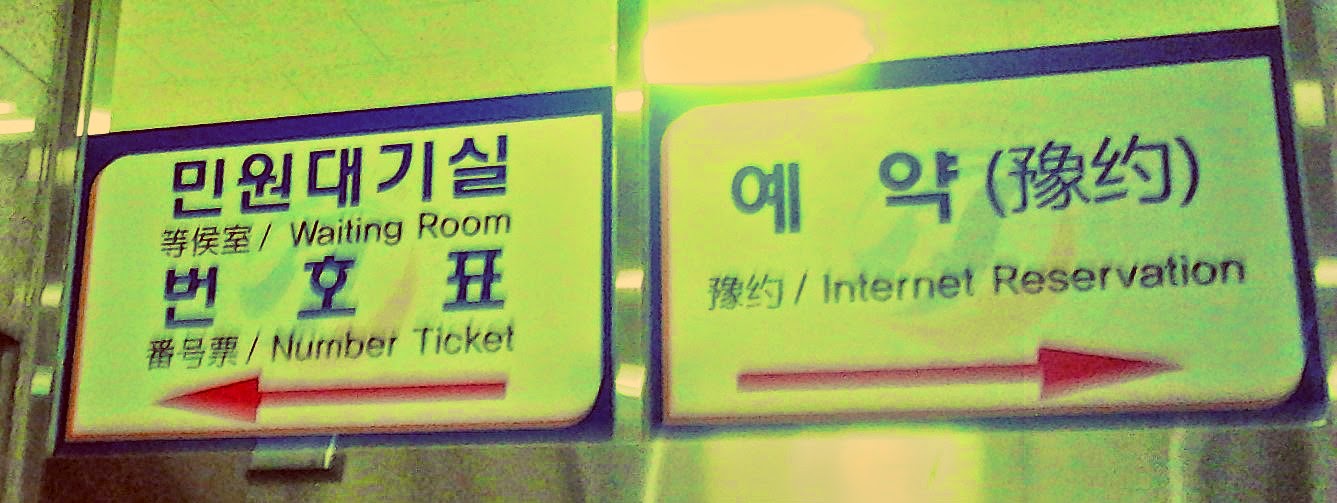 민원대기실
等侯室 / Waiting Room
번 호 표
番号票 / Number Ticket
예 약 (豫约)
豫约 / Internet Reservation